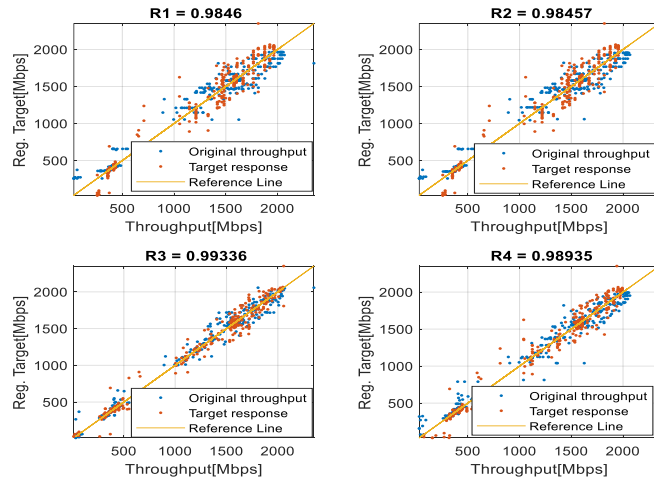 R1 = 0.9846
Reg. Target[Mbps]
2000
1500
1000
500
Original throughput
Target response
Reference Line
500 1000 1500 2000
Throughput[Mbps]
R2 = 0.98457
Reg. Target[Mbps]
2000
1500
1000
500
Original throughput
Target response
Reference Line
500 1000 1500 2000
Throughput[Mbps]
R3 = 0.99336
Reg. Target[Mbps]
2000
1500
1000
500
Original throughput
Target response
Reference Line
500 1000 1500 2000
Throughput[Mbps]
R4 = 0.98935
Reg. Target[Mbps]
2000
1500
1000
500
Original throughput
Target response
Reference Line
500 1000 1500 2000
Throughput[Mbps]